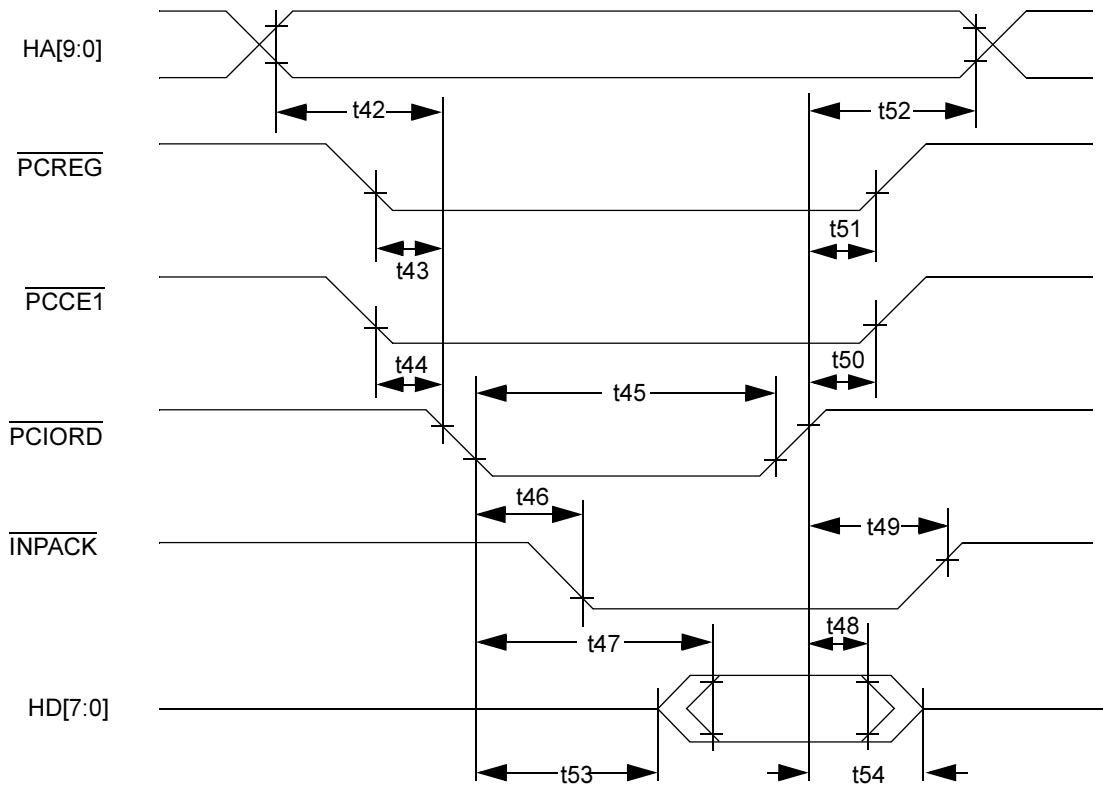 HA[9:0]
t42
t52
PCREG
t43
t51
PCCE1
t44
t50
t45
PCIORD
t46
t49
INPACK
t47
t48
HD[7:0]
t53
t54